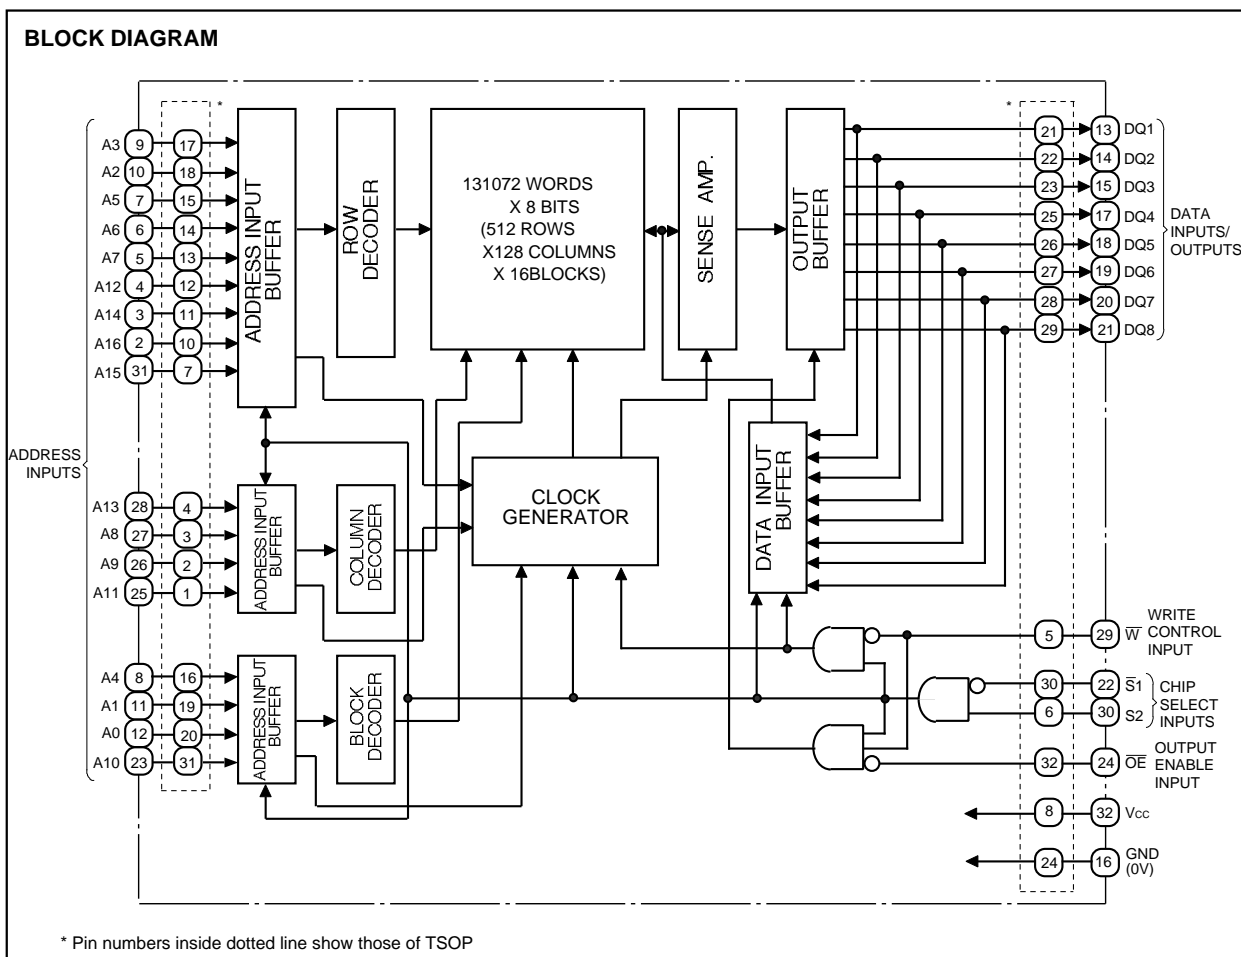 BLOCK DIAGRAM
*
*
A3 9 17
A2 10 18
A5 7 15
A6 6 14
A7 5 13
A12 4 12
A14 3 11
A16 2 10
A15 31 7
ADDRESS
INPUTS
A13 28 4
A8 27 3
A9 26 2
A11 25 1
A4 8 16
A1 11 19
A0 12 20
A10 23 31
ADDRESS INPUT
BUFFER
ROW
DECODER
131072 WORDS
X 8 BITS
(512 ROWS
X128 COLUMNS
X 16BLOCKS)
SENSE AMP.
OUTPUT
BUFFER
21 13 DQ1
22 14 DQ2
23 15 DQ3
25 17 DQ4
26 18 DQ5
27 19 DQ6
28 20 DQ7
29 21 DQ8
DATA
INPUTS/
OUTPUTS
ADDRESS INPUT
BUFFER
COLUMN
DECODER
CLOCK
GENERATOR
DATA INPUT
BUFFER
ADDRESS INPUT
BUFFER
BLOCK
DECODER
5 29 W̅
WRITE
CONTROL
INPUT
30 22 S̅1
6 30 S2
CHIP
SELECT
INPUTS
32 24 O̅E̅
OUTPUT
ENABLE
INPUT
8 32 Vcc
24 16 GND
(0V)
* Pin numbers inside dotted line show those of TSOP